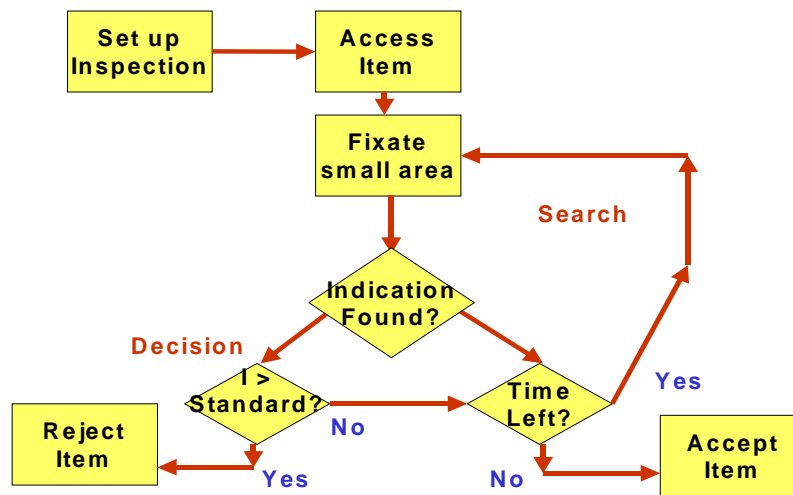 Set up
Inspection
Access
Item
Fixate
small area
Search
Indication
Found?
Decision
I >
Standard?
No
Time
Left?
Yes
Reject
Item
Yes
No
Accept
Item